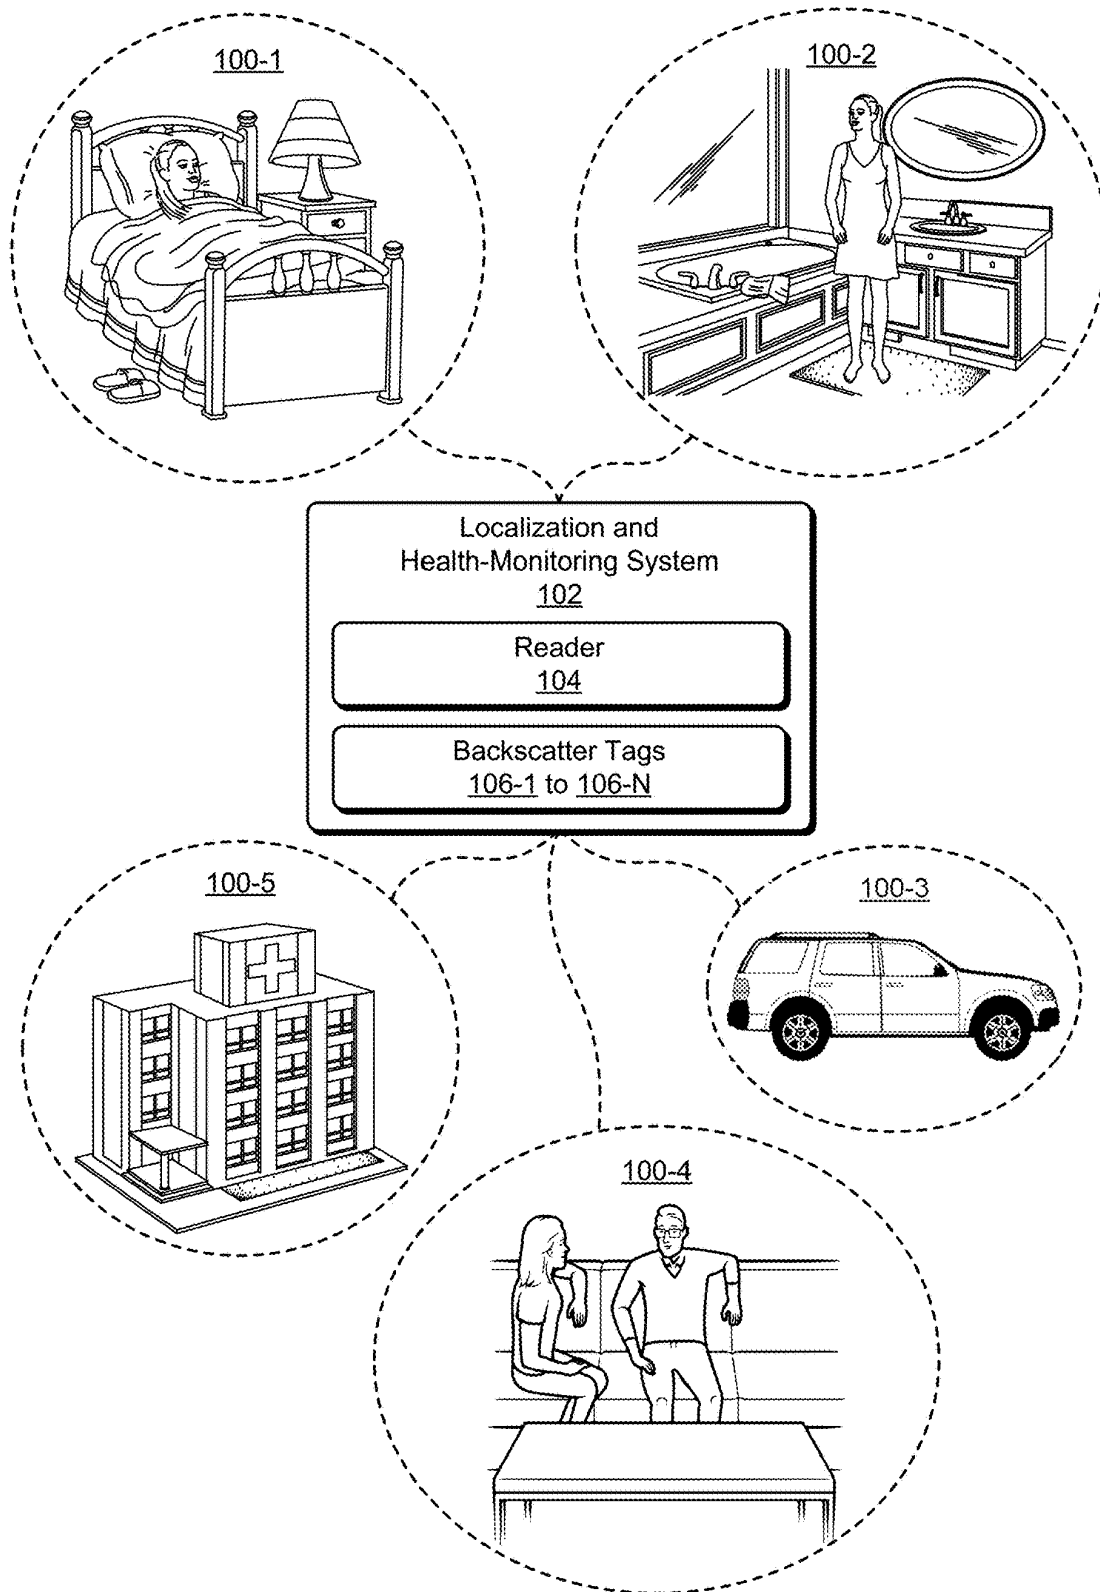 100-1
100-2
Localization and
Health-Monitoring System
102
Reader
104
Backscatter Tags
106-1 to 106-N
100-5
100-3
100-4